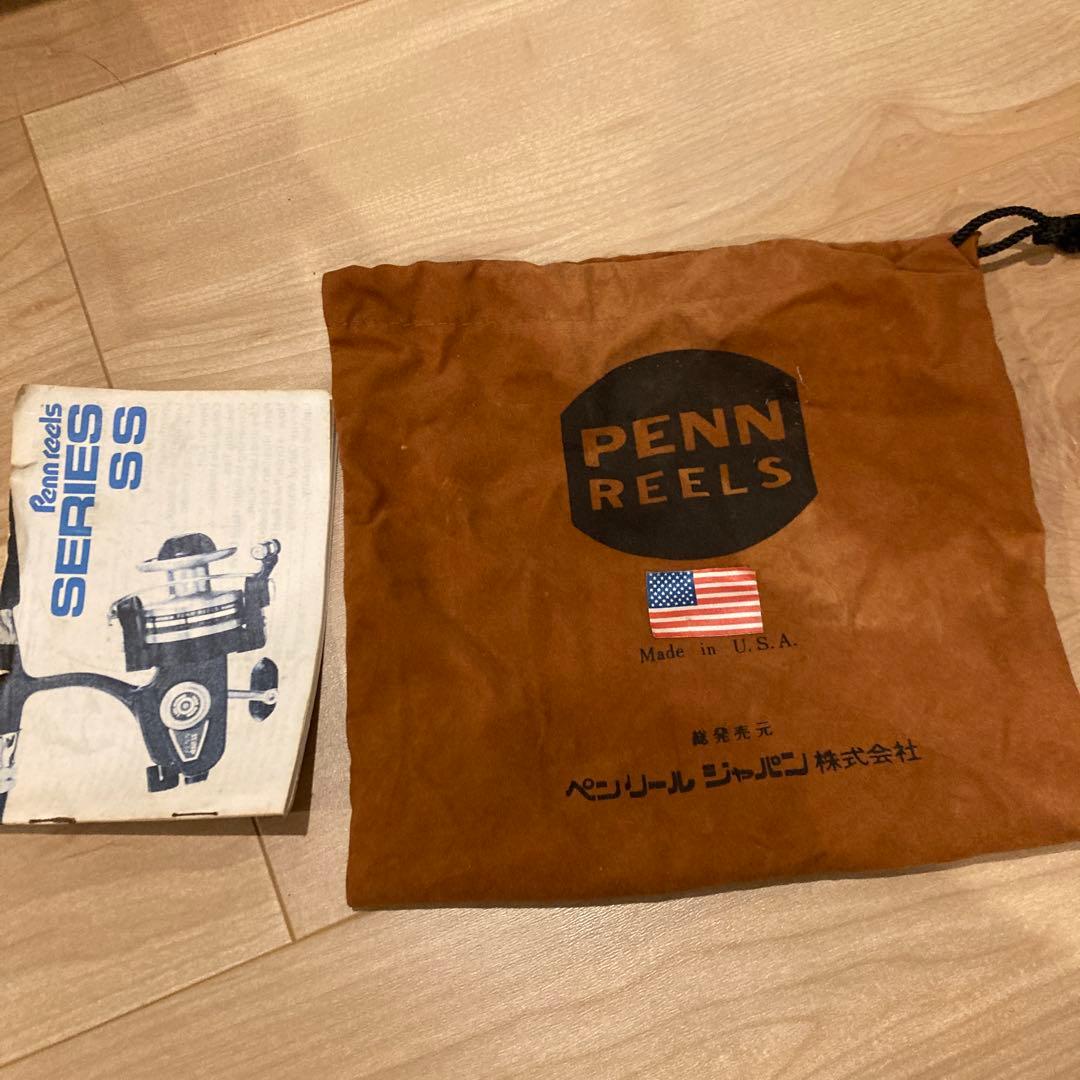 Penn reels
SERIES
SS
PENN
REELS
Made in U.S.A.
総発売元
ペンリール ジャパン株式会社